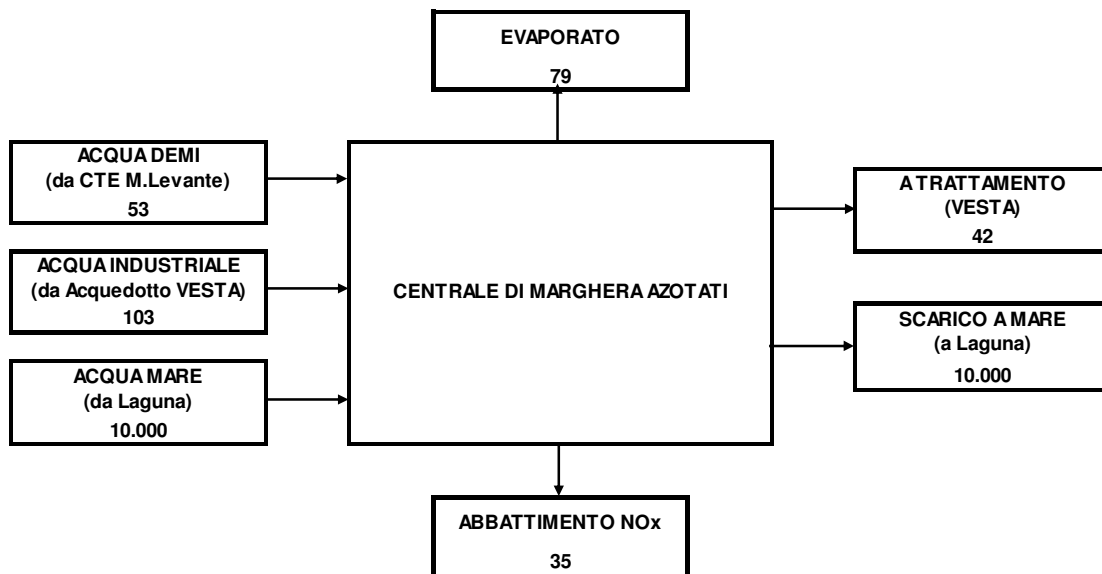 EVAPORATO
79
ACQUA DEMI
(da CTE M.Levante)
53
ACQUA INDUSTRIALE
(da Acquedotto VESTA)
103
ACQUA MARE
(da Laguna)
10.000
CENTRALE DI MARGHERA AZOTATI
A TRATTAMENTO
(VESTA)
42
SCARICO A MARE
(a Laguna)
10.000
ABBATTIMENTO NOx
35